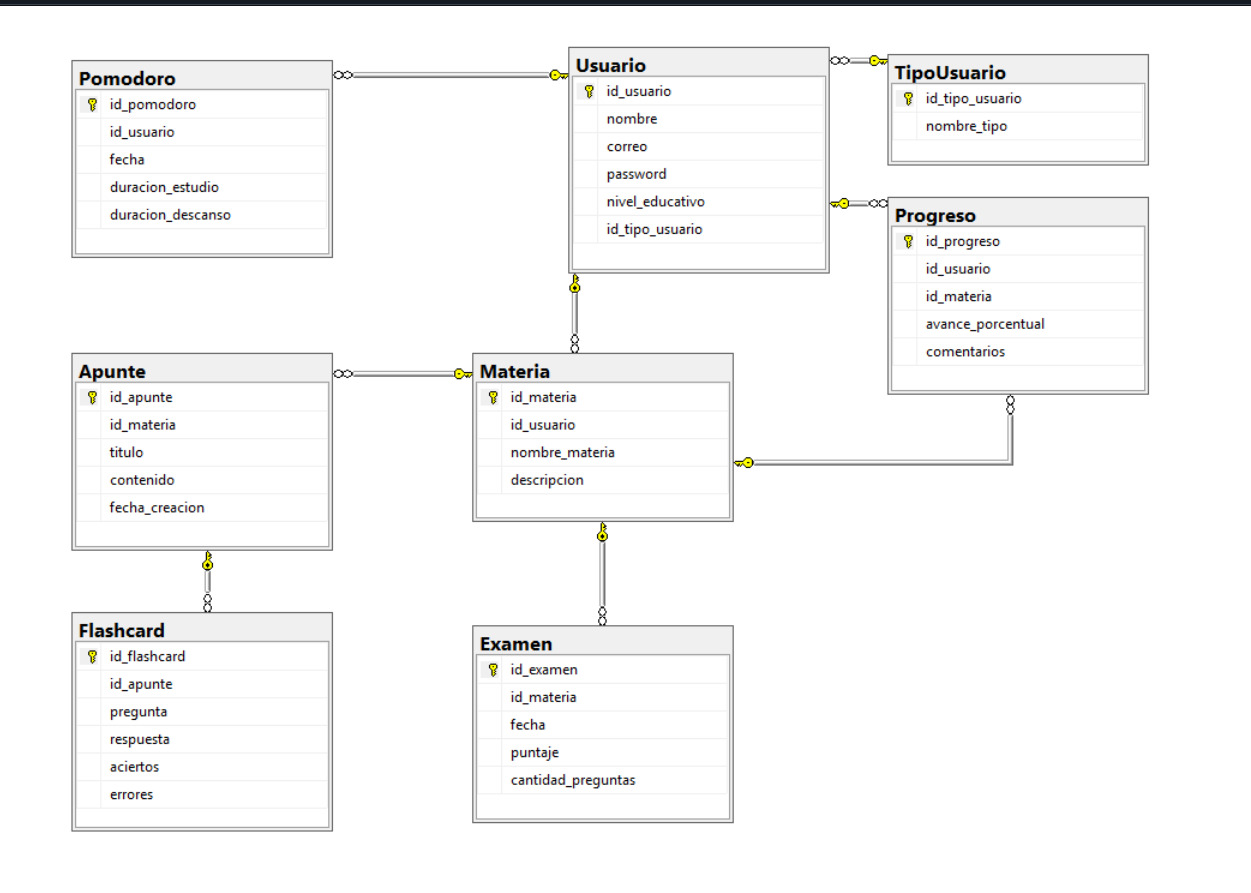 Pomodoro
id_pomodoro
id_usuario
fecha
duracion_estudio
duracion_descanso
Usuario
id_usuario
nombre
correo
password
nivel_educativo
id_tipo_usuario
TipoUsuario
id_tipo_usuario
nombre_tipo
Progreso
id_progreso
id_usuario
id_materia
avance_porcentual
comentarios
Apunte
id_apunte
id_materia
titulo
contenido
fecha_creacion
Materia
id_materia
id_usuario
nombre_materia
descripcion
Flashcard
id_flashcard
id_apunte
pregunta
respuesta
aciertos
errores
Examen
id_examen
id_materia
fecha
puntaje
cantidad_preguntas